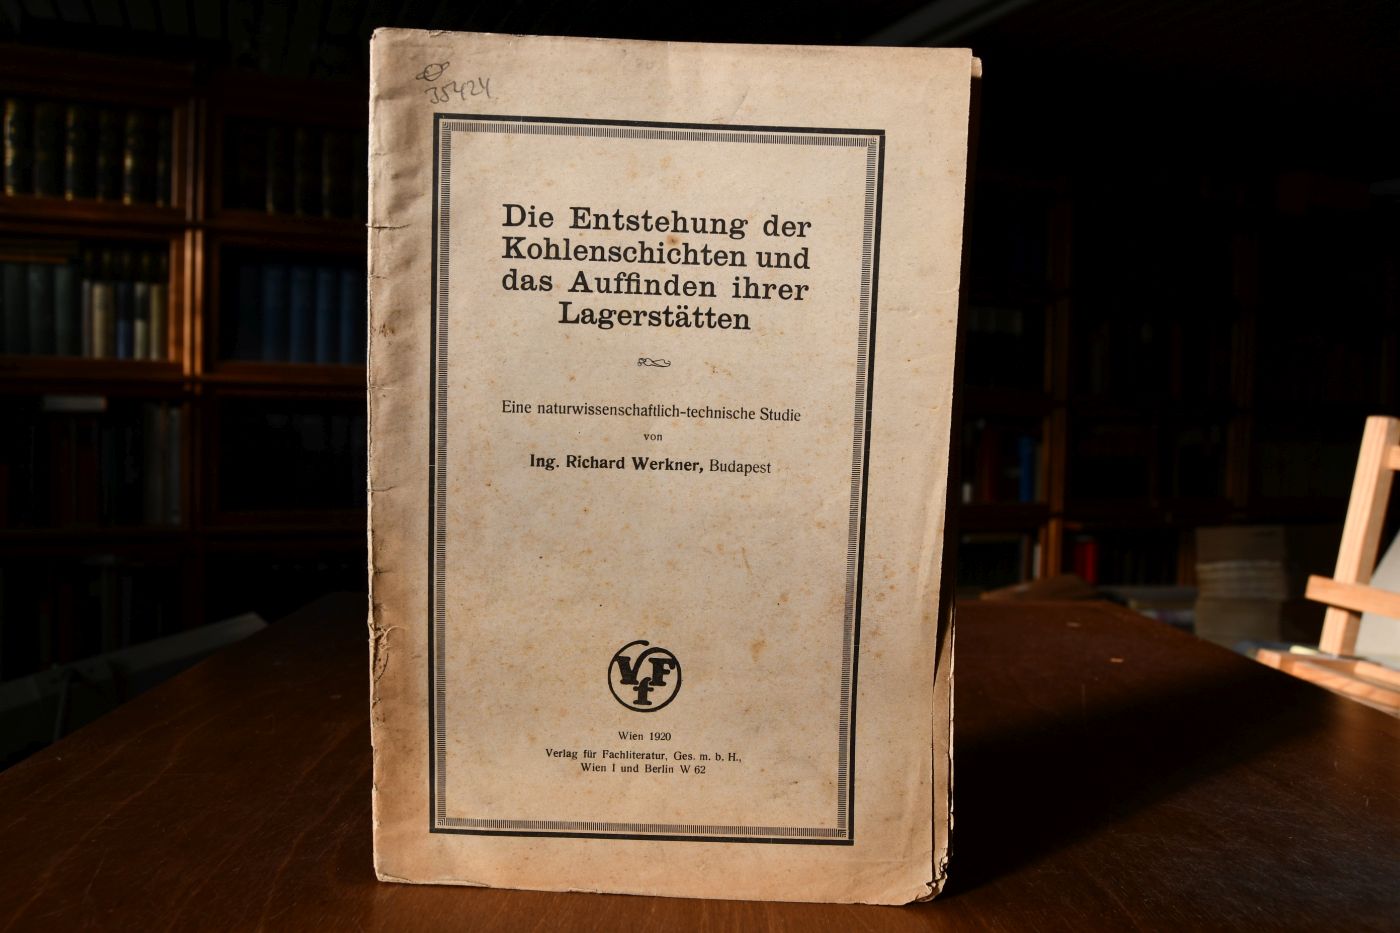 35424
Die Entstehung der
Kohlenschichten und
das Auffinden ihrer
Lagerstätten
Eine naturwissenschaftlich-technische Studie
von
Ing. Richard Werkner, Budapest
VfF
Wien 1920
Verlag für Fachliteratur, Ges. m. b. H.,
Wien I und Berlin W 62